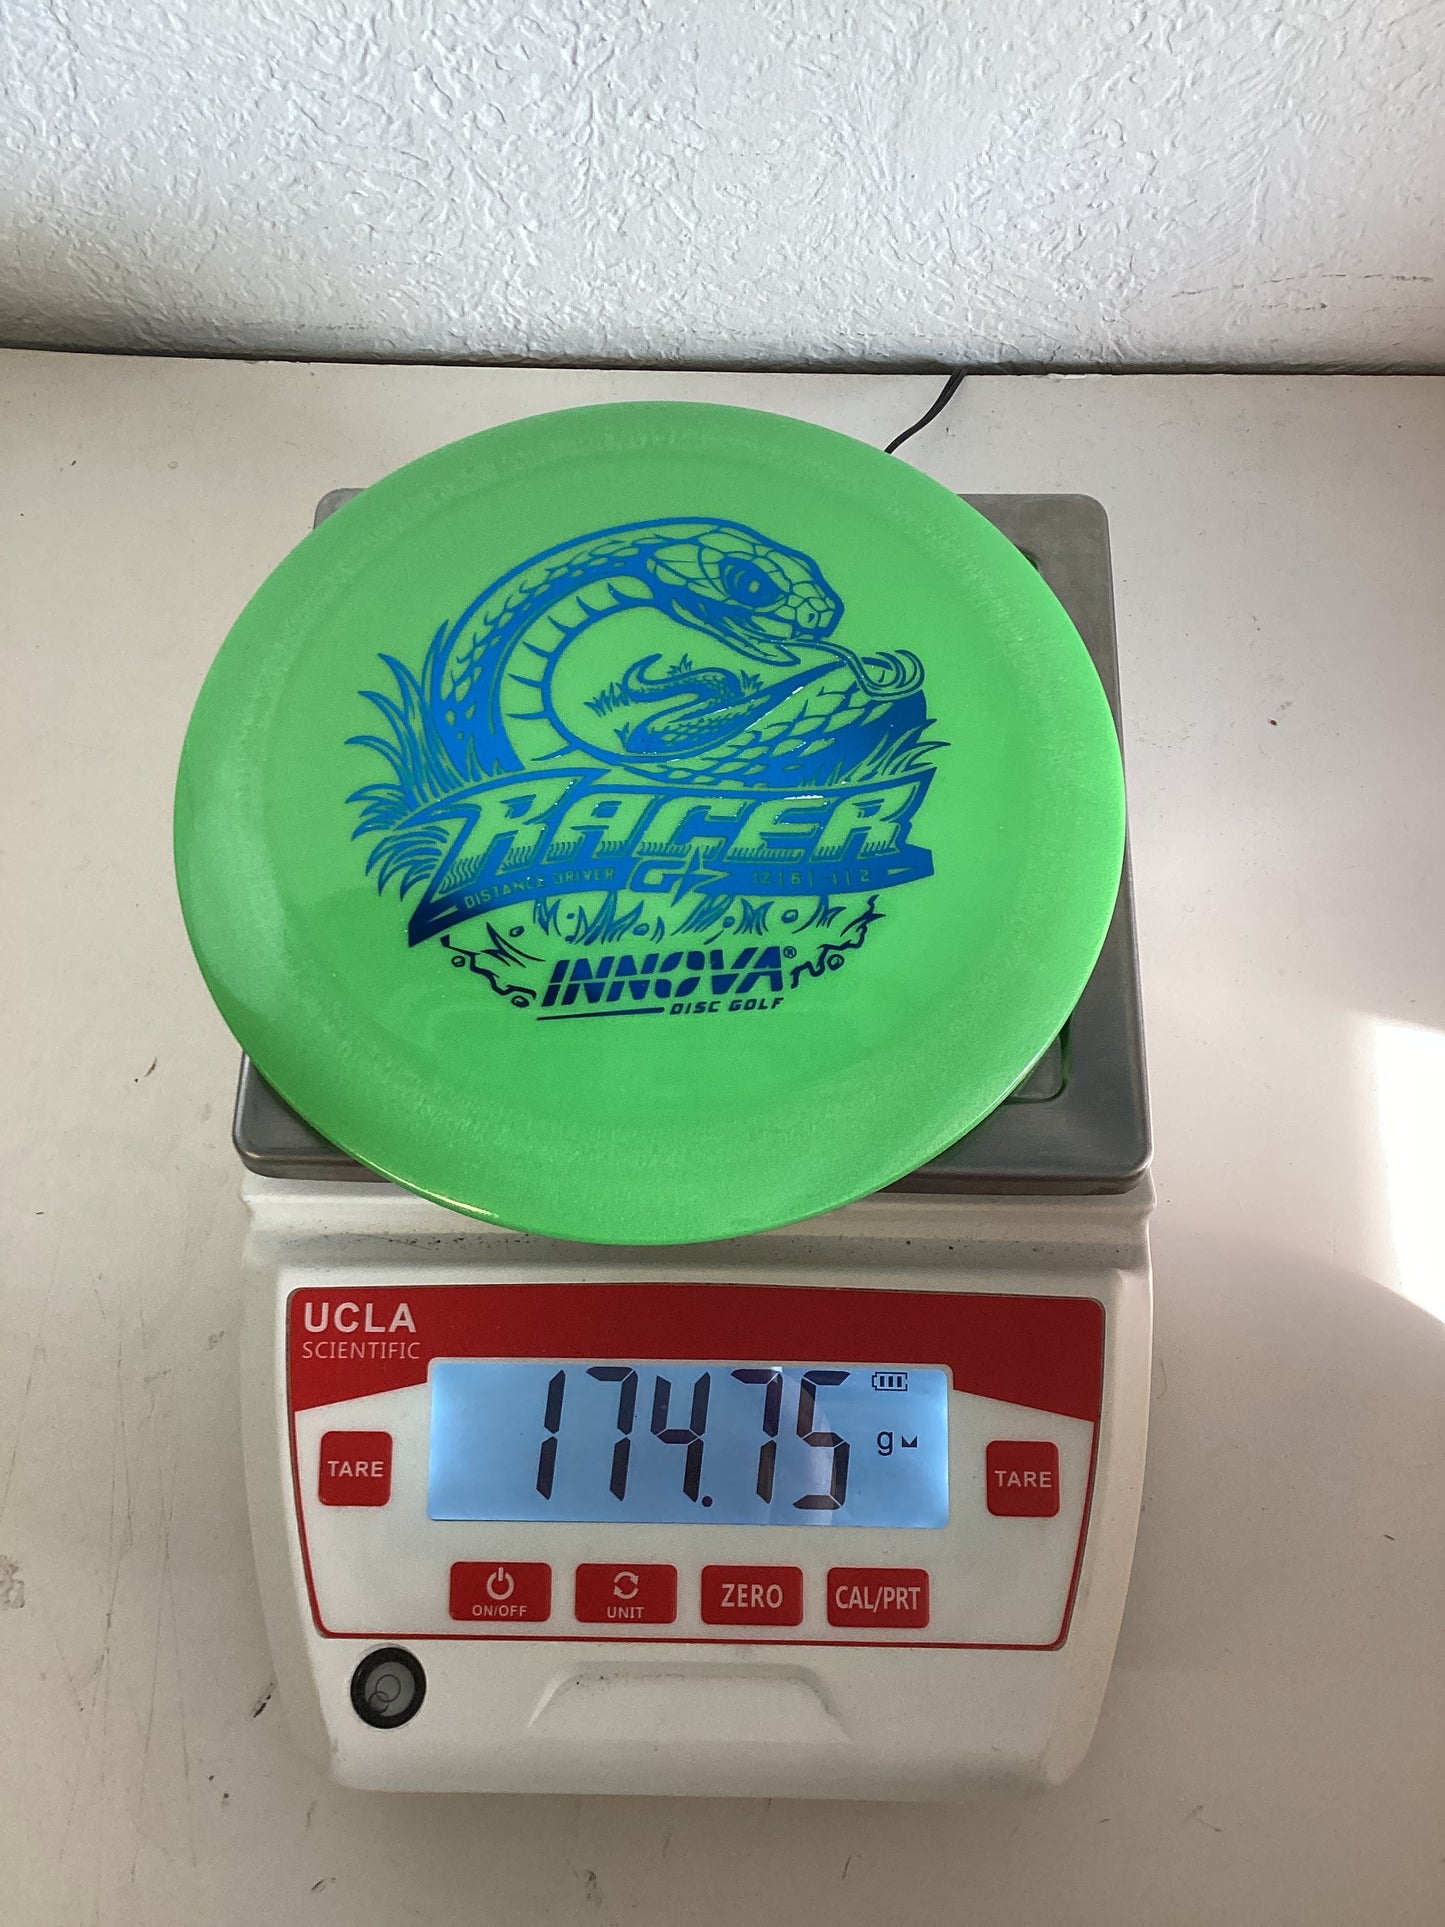 RACER
DISTANCE DRIVER G 12 | 6 | -1 | 2
INNOVA®
DISC GOLF
UCLA
SCIENTIFIC
174.75 g
TARE
TARE
ON/OFF
UNIT
ZERO
CAL/PRT